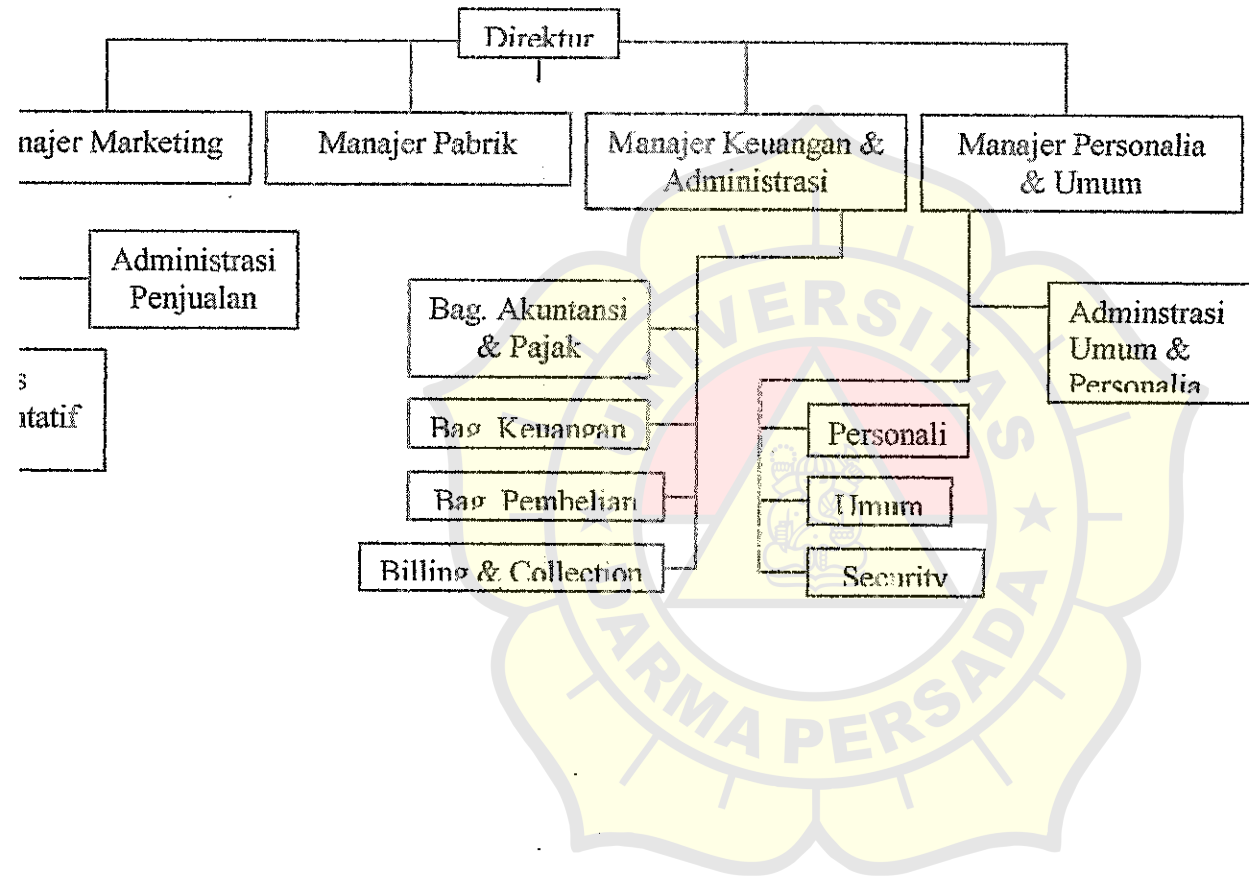 Direktur
najer Marketing
Manajer Pabrik
Manajer Keuangan &
Administrasi
Manajer Personalia
& Umum
Administrasi
Penjualan
Bag. Akuntansi
& Pajak
Adminstrasi
Umum &
Personalia
s
ntatif
Bag Keuangan
Personali
Bag Pembelian
Umum
Billing & Collection
Security
UNIVERSITAS
DARMA PERSADA